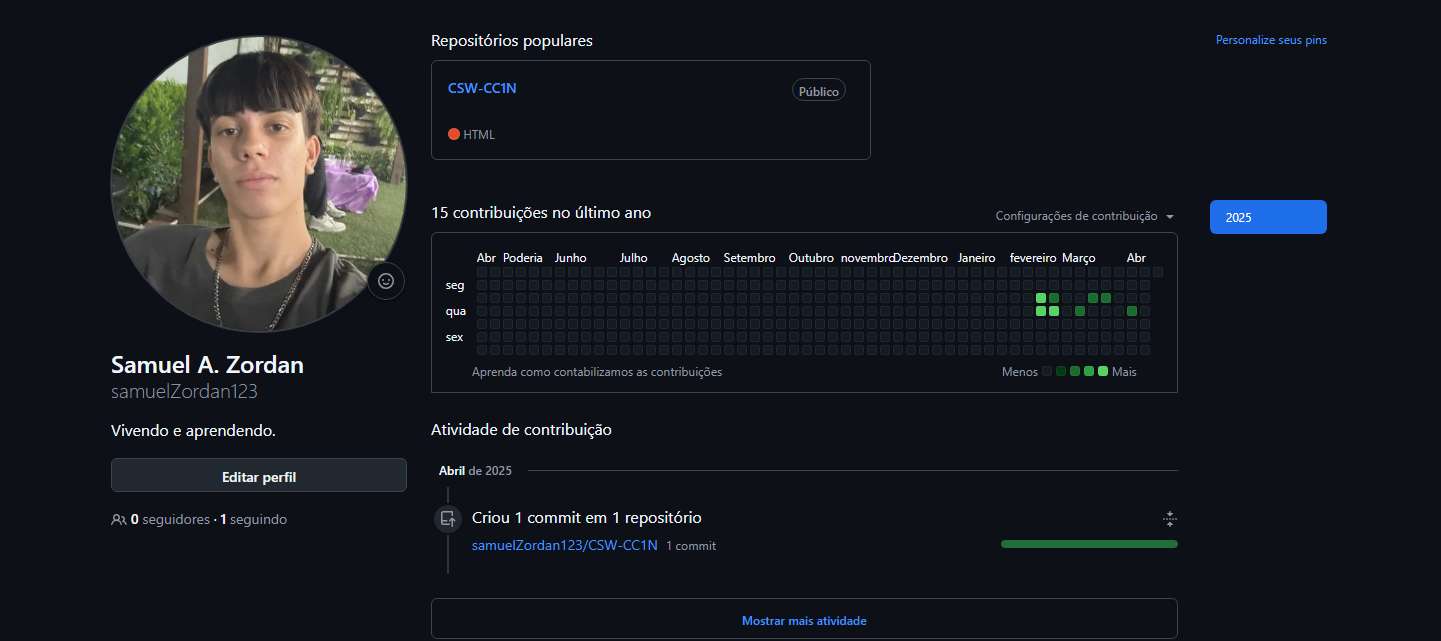 Repositórios populares
Personalize seus pins
CSW-CC1N
Público
HTML
15 contribuições no último ano
Configurações de contribuição
2025
Abr Poderia Junho Julho Agosto Setembro Outubro novembro Dezembro Janeiro fevereiro Março Abr
seg
qua
sex
Aprenda como contabilizamos as contribuições
Menos Mais
Samuel A. Zordan
samuelZordan123
Vivendo e aprendendo.
Editar perfil
0 seguidores · 1 seguindo
Atividade de contribuição
Abril de 2025
Criou 1 commit em 1 repositório
samuelZordan123/CSW-CC1N 1 commit
Mostrar mais atividade